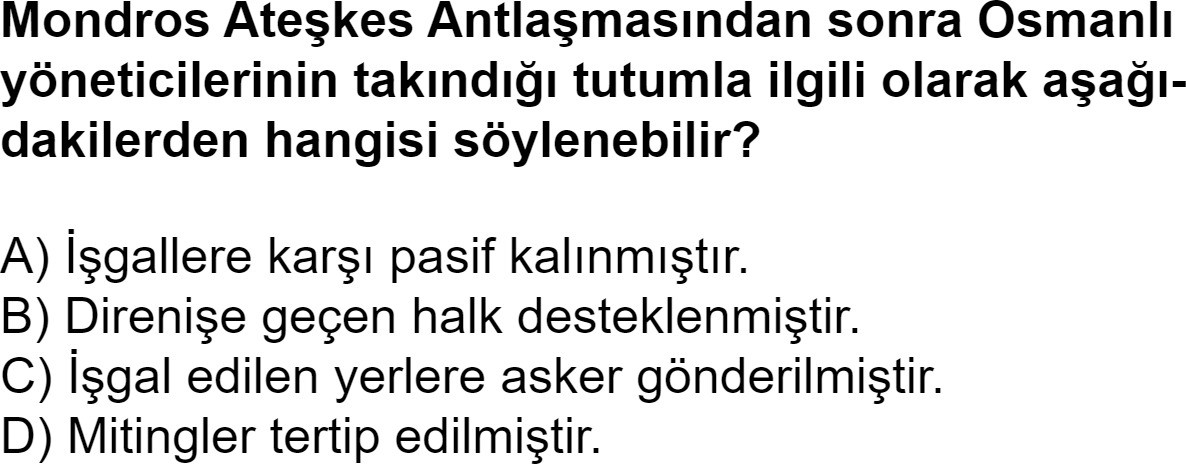 Mondros Ateşkes Antlaşmasından sonra Osmanlı
yöneticilerinin takındığı tutumla ilgili olarak aşağı-
dakilerden hangisi söylenebilir?
A) İşgallere karşı pasif kalınmıştır.
B) Direnişe geçen halk desteklenmiştir.
C) İşgal edilen yerlere asker gönderilmiştir.
D) Mitingler tertip edilmiştir.